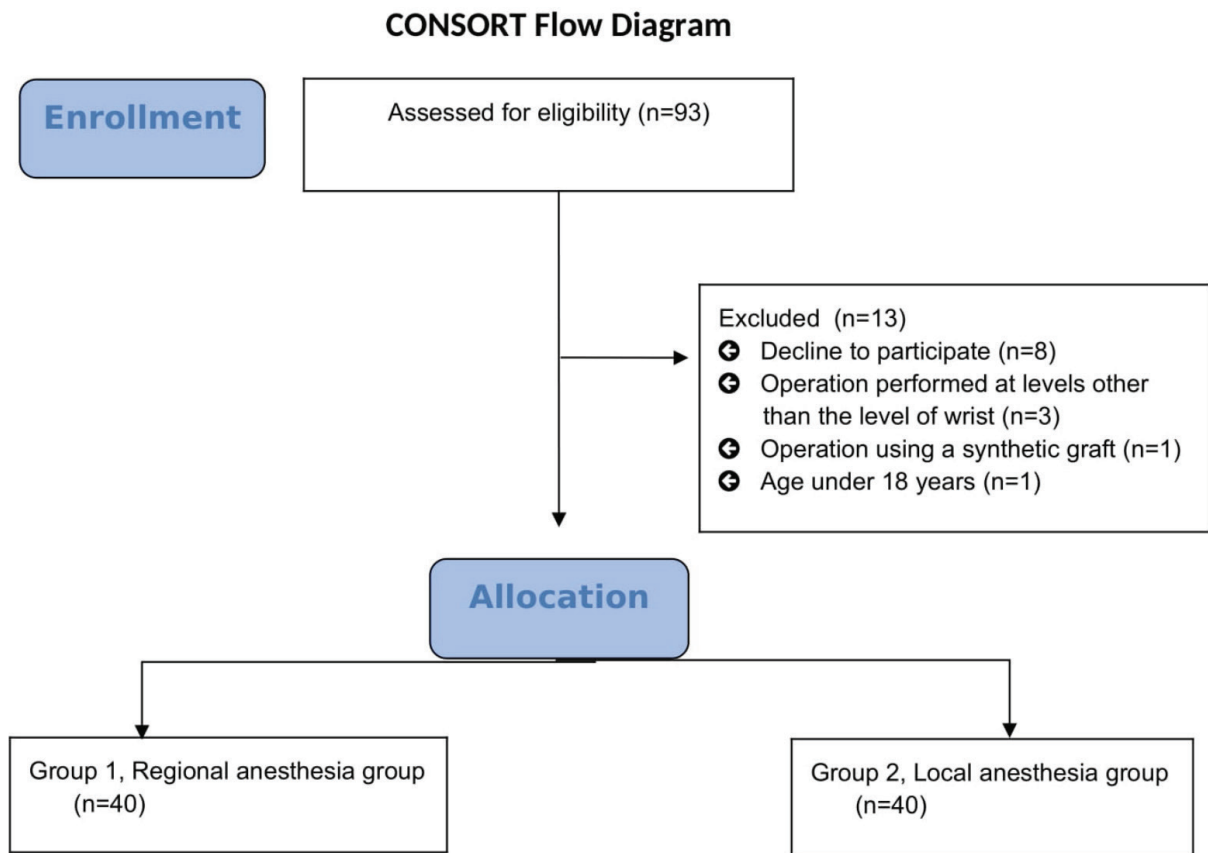 CONSORT Flow Diagram
Enrollment
Assessed for eligibility (n=93)
Excluded (n=13)
Decline to participate (n=8)
Operation performed at levels other
than the level of wrist (n=3)
Operation using a synthetic graft (n=1)
Age under 18 years (n=1)
Allocation
Group 1, Regional anesthesia group
(n=40)
Group 2, Local anesthesia group
(n=40)